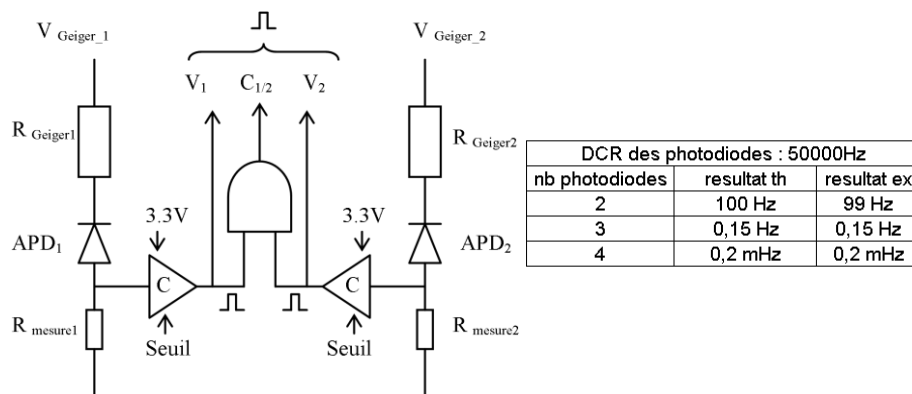 V Geiger_1
V Geiger_2
V1 C1/2 V2
R Geiger1
R Geiger2
3.3V 3.3V
APD1
APD2
C C
R mesure1
R mesure2
Seuil Seuil
DCR des photodiodes : 50000Hz
nb photodiodes resultat th resultat ex
2 100 Hz 99 Hz
3 0,15 Hz 0,15 Hz
4 0,2 mHz 0,2 mHz